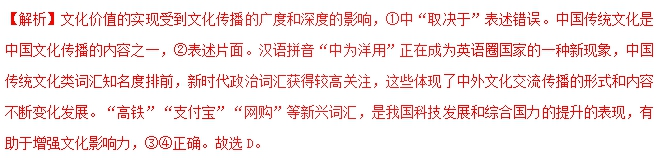 【解析】文化价值的实现受到文化传播的广度和深度的影响，①中“取决于”表述错误。中国传统文化是
中国文化传播的内容之一，②表述片面。汉语拼音“中为洋用”正在成为英语圈国家的一种新现象，中国
传统文化类词汇知名度排前，新时代政治词汇获得较高关注，这些体现了中外文化交流传播的形式和内容
不断变化发展。“高铁”“支付宝”“网购”等新兴词汇，是我国科技发展和综合国力的提升的表现，有
助于增强文化影响力，③④正确。故选 D。